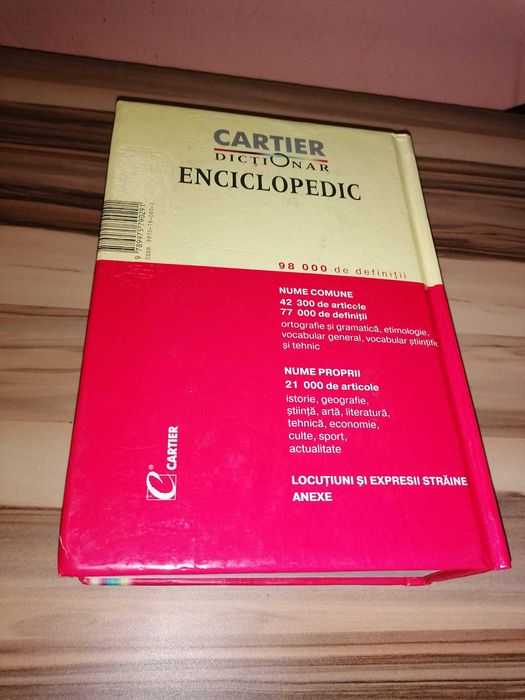 CARTIER
DICȚIONAR
ENCICLOPEDIC
98 000 de definiții
NUME COMUNE
42 300 de articole
77 000 de definiții
ortografie și gramatică, etimologie,
vocabular general, vocabular științific
și tehnic
NUME PROPRII
21 000 de articole
istorie, geografie,
știință, artă, literatură,
tehnică, economie,
culte, sport,
actualitate
LOCUȚIUNI ȘI EXPRESII STRĂINE
ANEXE
CARTIER